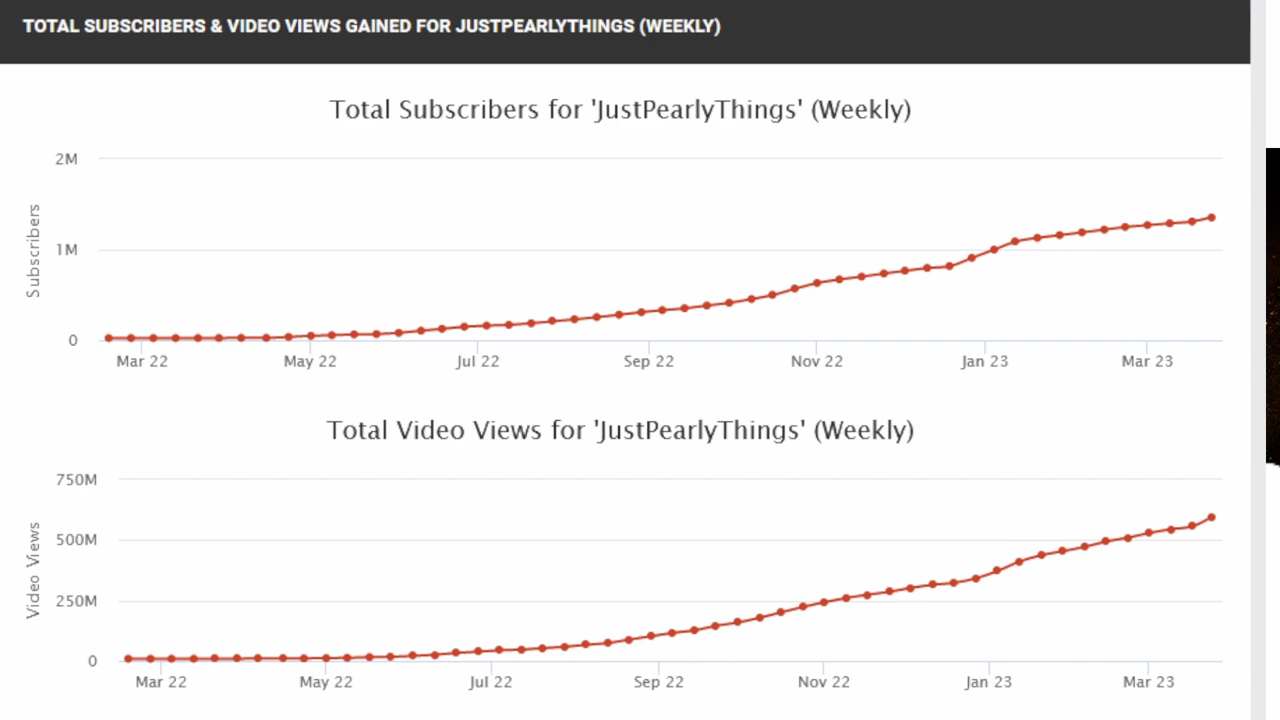 TOTAL SUBSCRIBERS & VIDEO VIEWS GAINED FOR JUSTPEARLYTHINGS (WEEKLY)
Total Subscribers for 'JustPearlyThings' (Weekly)
2M
1M
0
Subscribers
Mar 22 May 22 Jul 22 Sep 22 Nov 22 Jan 23 Mar 23
Total Video Views for 'JustPearlyThings' (Weekly)
750M
500M
250M
0
Video Views
Mar 22 May 22 Jul 22 Sep 22 Nov 22 Jan 23 Mar 23